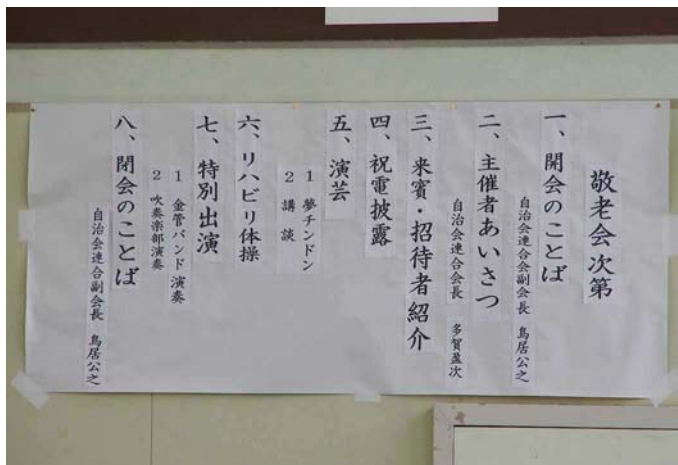 敬老会次第
一、開会のことば
自治会連合会副会長 鳥居公之
二、主催者あいさつ
自治会連合会長 多賀盈次
三、来賓・招待者紹介
四、祝電披露
五、演芸
1 夢チンドン
2 講談
六、リハビリ体操
七、特別出演
1 金管バンド演奏
2 吹奏楽部演奏
八、閉会のことば
自治会連合副会長 鳥居公之